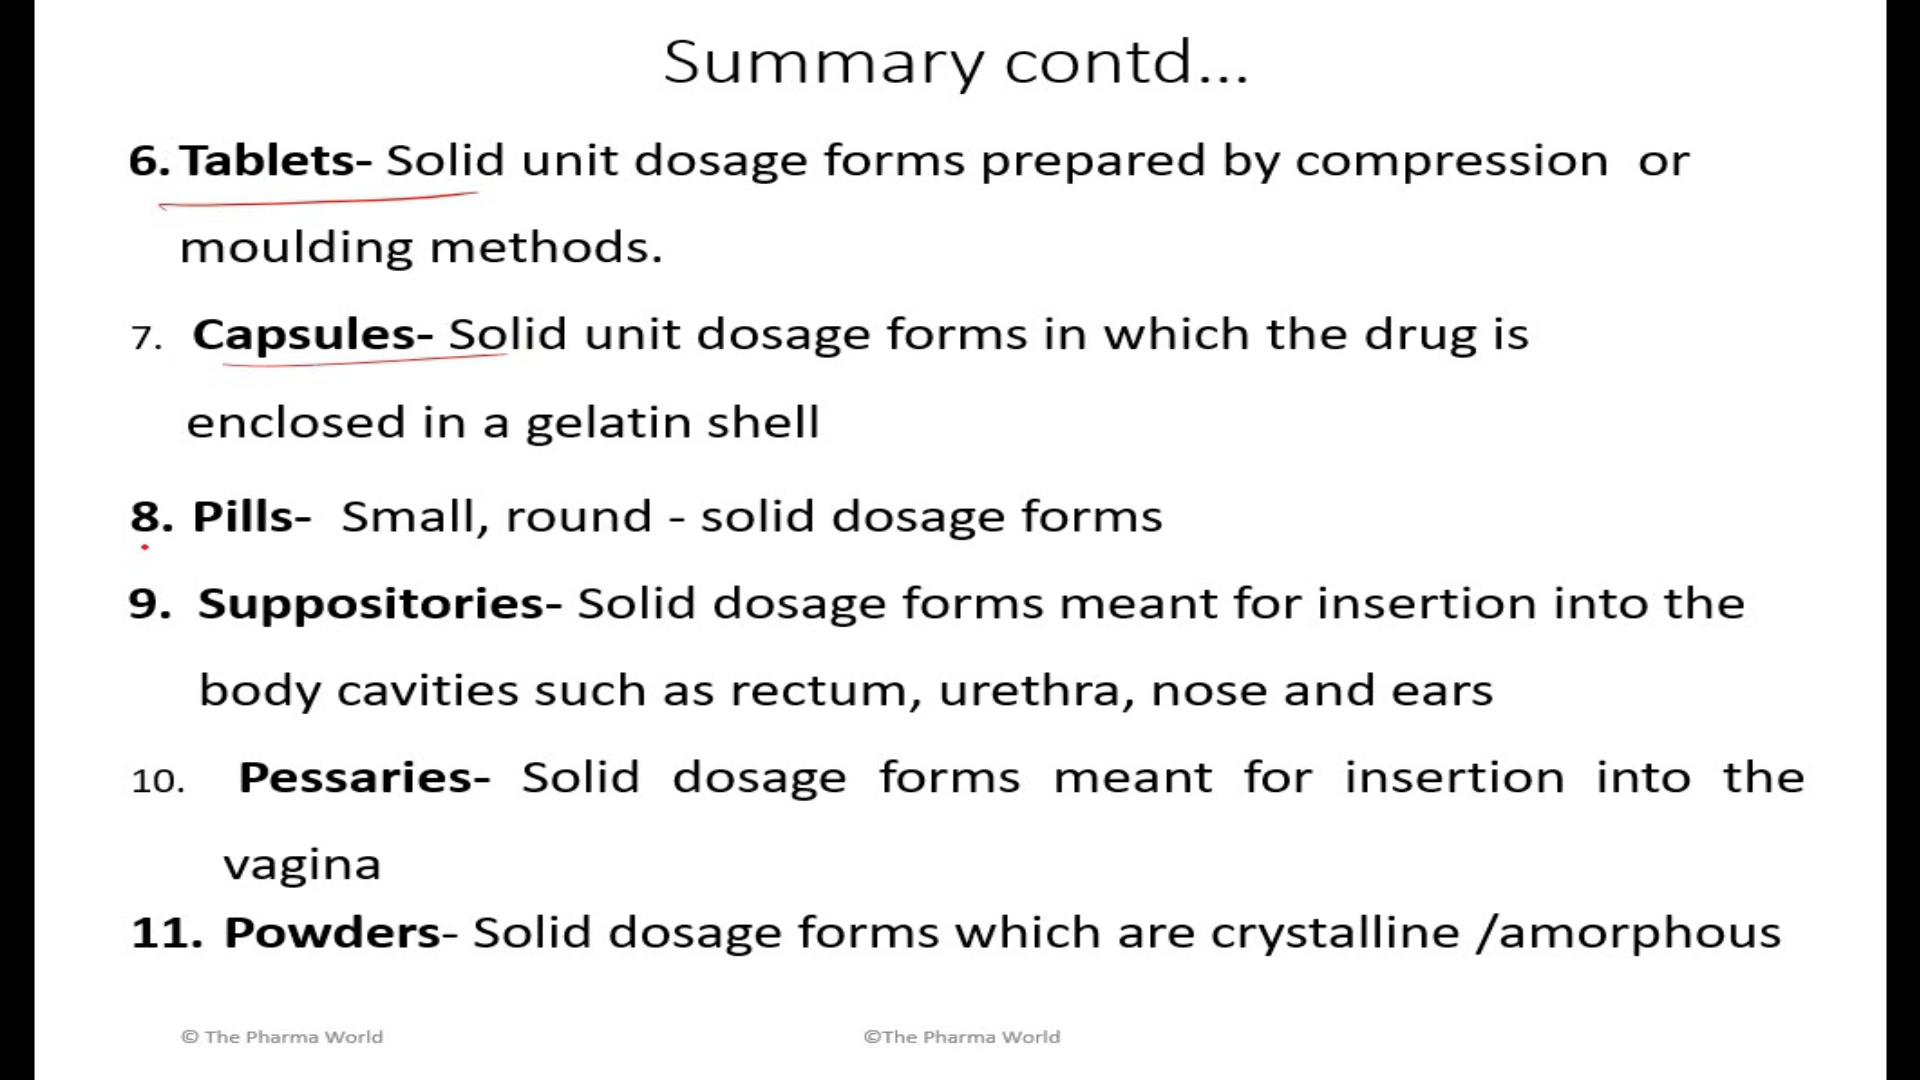 Summary contd...
6. Tablets- Solid unit dosage forms prepared by compression or
moulding methods.
7. Capsules- Solid unit dosage forms in which the drug is
enclosed in a gelatin shell
8. Pills- Small, round - solid dosage forms
9. Suppositories- Solid dosage forms meant for insertion into the
body cavities such as rectum, urethra, nose and ears
10. Pessaries- Solid dosage forms meant for insertion into the
vagina
11. Powders- Solid dosage forms which are crystalline /amorphous
© The Pharma World ©The Pharma World